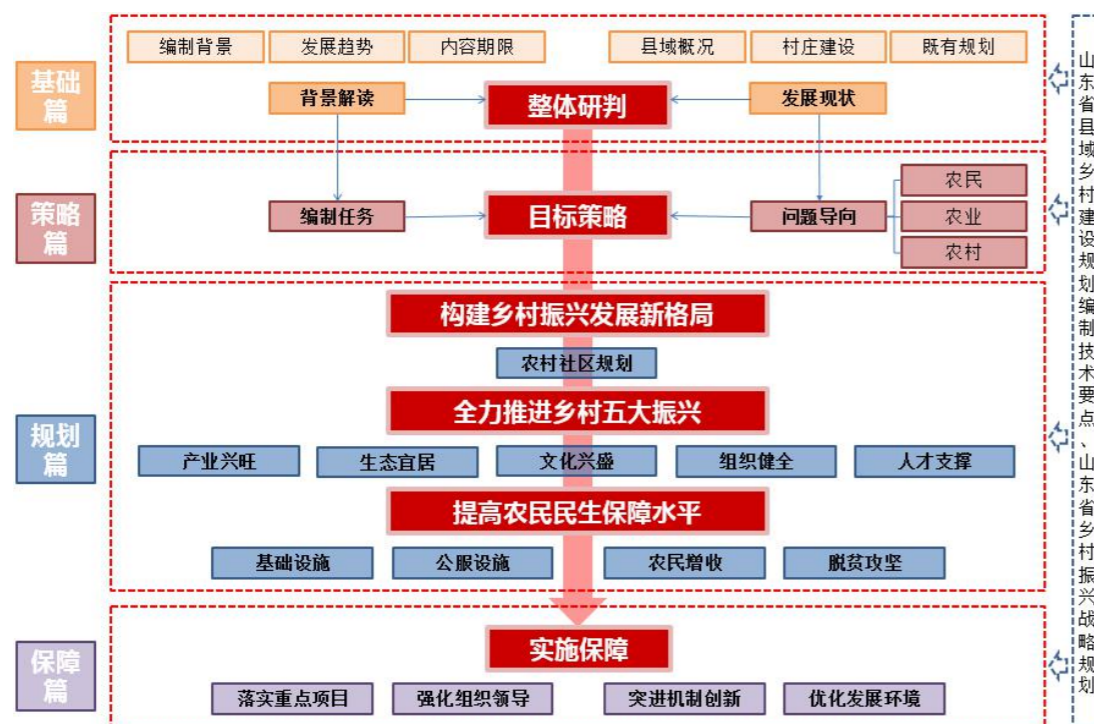 编制背景
发展趋势
内容期限
县域概况
村庄建设
既有规划
基础
篇
背景解读
整体研判
发展现状
策略
篇
编制任务
目标策略
问题导向
农民
农业
农村
规划
篇
构建乡村振兴发展新格局
农村社区规划
全力推进乡村五大振兴
产业兴旺
生态宜居
文化兴盛
组织健全
人才支撑
提高农民民生保障水平
基础设施
公服设施
农民增收
脱贫攻坚
保障
篇
实施保障
落实重点项目
强化组织领导
突进机制创新
优化发展环境
山东省县域乡村建设规划编制技术要点、山东省乡村振兴战略规划